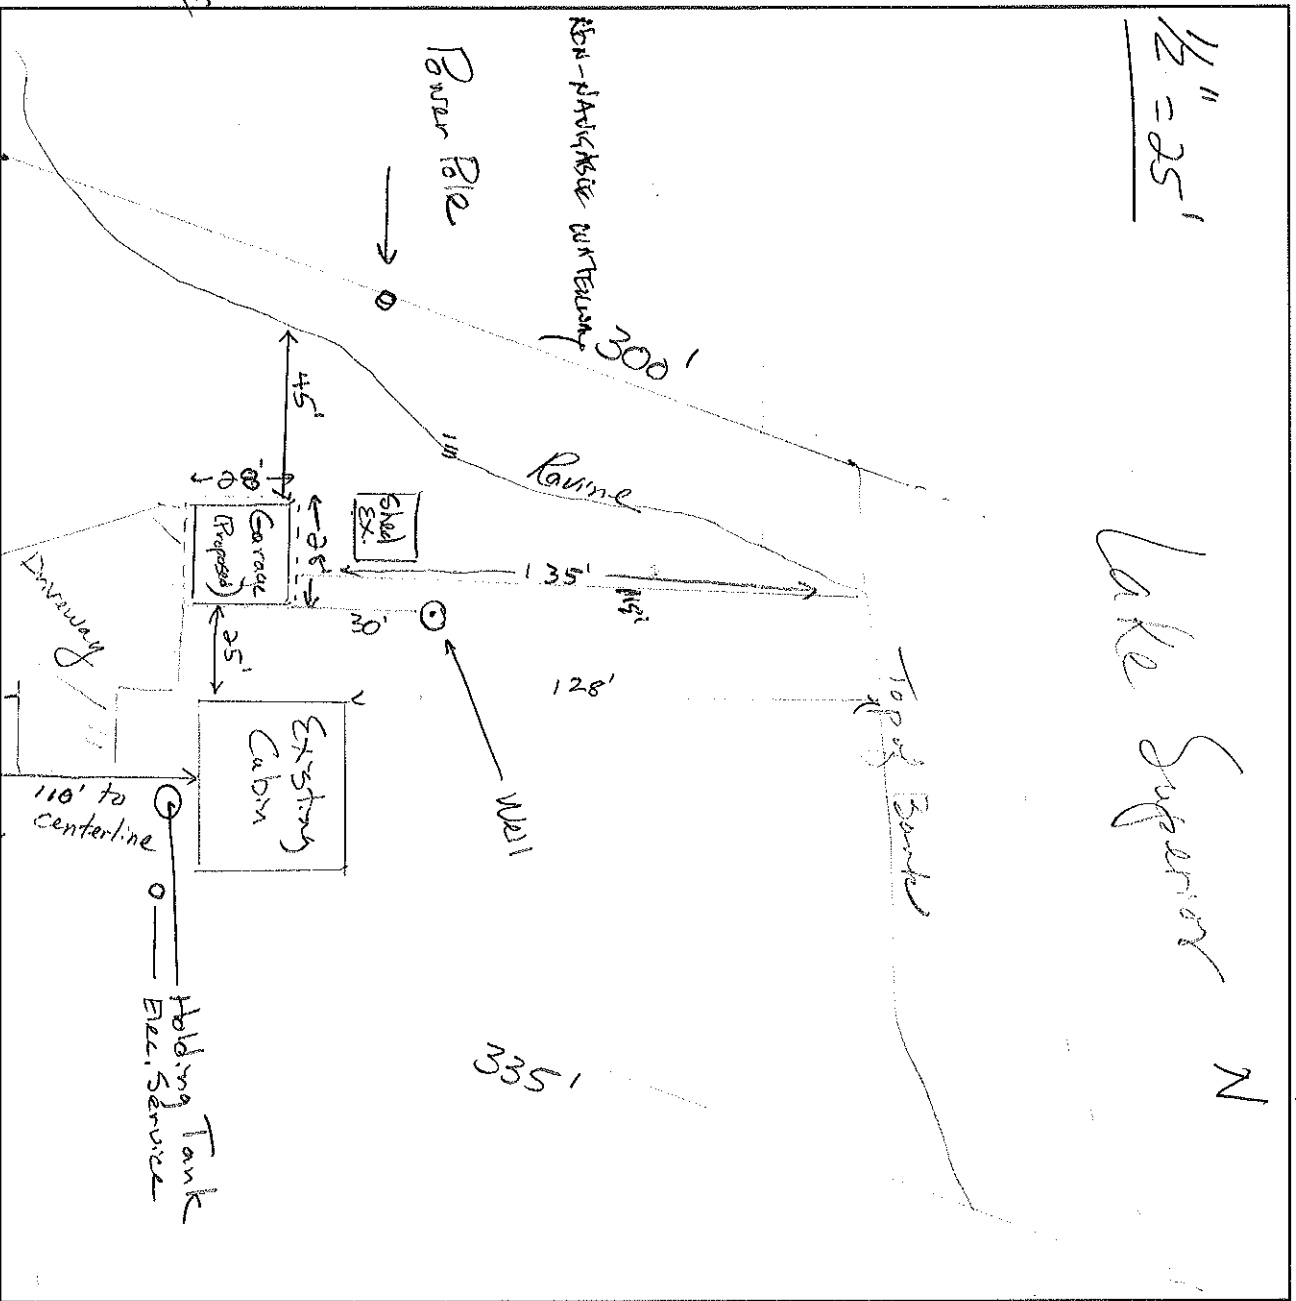 1/2" = 25'
Lake Superior
N
NON-NAVIGABLE WATERWAY
300'
Power Pole
Ravine
Top of Bank
45'
28'
28'
Shed
EX.
135'
Garage
(Proposed)
30'
128'
Well
25'
Existing
Cabin
Driveway
110' to
centerline
335'
Holding Tank
Elec. Service